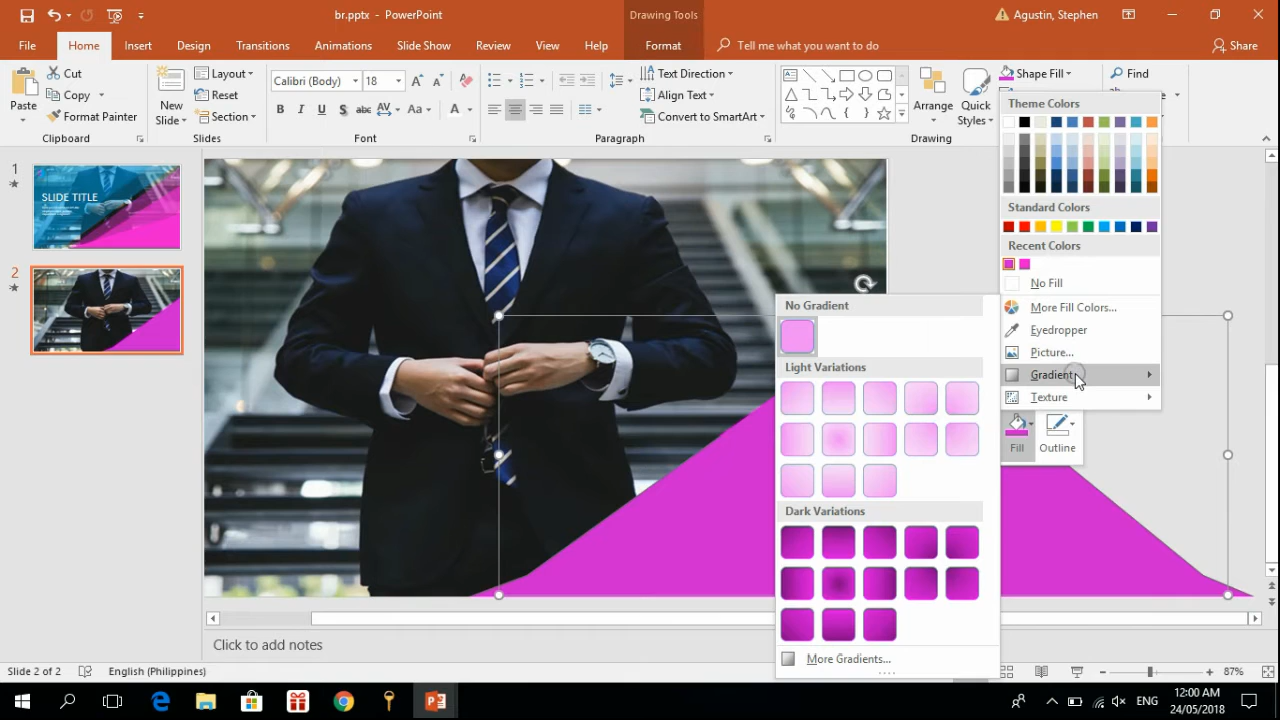 br.pptx - PowerPoint
Drawing Tools
Agustin, Stephen
File
Home
Insert
Design
Transitions
Animations
Slide Show
Review
View
Help
Format
Tell me what you want to do
Share
Paste
Cut
Copy
Format Painter
Clipboard
New
Slide
Layout
Reset
Section
Slides
Calibri (Body)
18
B
I
U
S
abc
AV
Aa
A
Font
Text Direction
Align Text
Convert to SmartArt
Paragraph
Arrange
Quick
Styles
Drawing
Shape Fill
Find
Theme Colors
Standard Colors
Recent Colors
No Fill
More Fill Colors...
Eyedropper
Picture...
Gradient
Texture
Fill
Outline
No Gradient
Light Variations
Dark Variations
More Gradients...
1
SLIDE TITLE
2
Click to add notes
Slide 2 of 2
English (Philippines)
87%
ENG
12:00 AM
24/05/2018